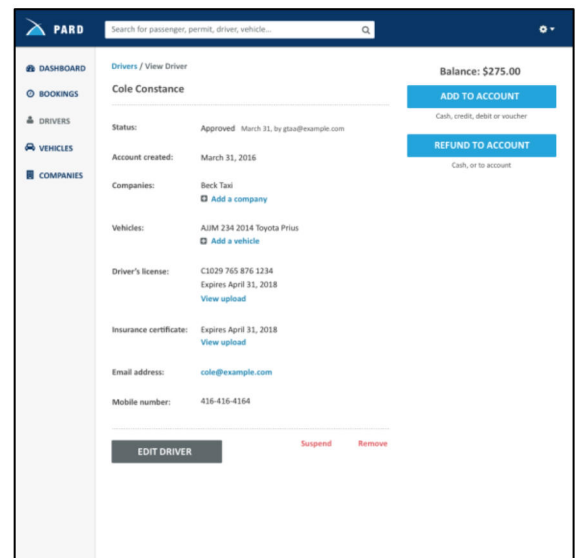 PARD
Search for passenger, permit, driver, vehicle...
DASHBOARD
BOOKINGS
DRIVERS
VEHICLES
COMPANIES
Drivers / View Driver
Cole Constance
Status: Approved March 31, by gtaa@example.com
Account created: March 31, 2016
Companies: Beck Taxi
Add a company
Vehicles: AJJM 234 2014 Toyota Prius
Add a vehicle
Driver's license: C1029 765 876 1234
Expires April 31, 2018
View upload
Insurance certificate: Expires April 31, 2018
View upload
Email address: cole@example.com
Mobile number: 416-416-4164
EDIT DRIVER
Suspend Remove
Balance: $275.00
ADD TO ACCOUNT
Cash, credit, debit or voucher
REFUND TO ACCOUNT
Cash, or to account